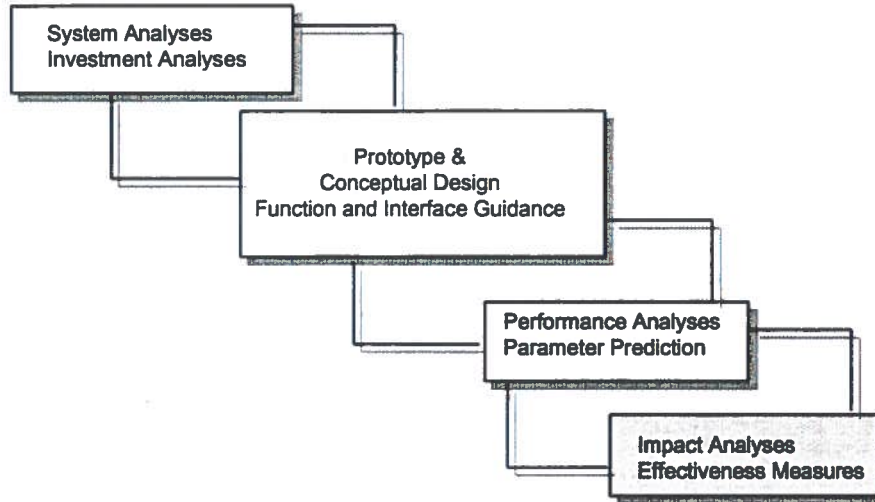 System Analyses
Investment Analyses
Prototype &
Conceptual Design
Function and Interface Guidance
Performance Analyses
Parameter Prediction
Impact Analyses
Effectiveness Measures